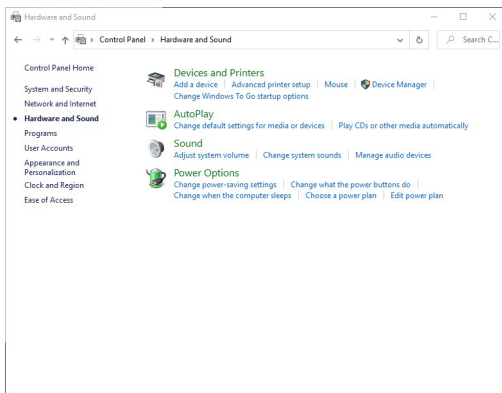 Hardware and Sound
Control Panel › Hardware and Sound
Search C...
Control Panel Home
System and Security
Network and Internet
Hardware and Sound
Programs
User Accounts
Appearance and
Personalization
Clock and Region
Ease of Access
Devices and Printers
Add a device | Advanced printer setup | Mouse | Device Manager |
Change Windows To Go startup options
AutoPlay
Change default settings for media or devices | Play CDs or other media automatically
Sound
Adjust system volume | Change system sounds | Manage audio devices
Power Options
Change power-saving settings | Change what the power buttons do |
Change when the computer sleeps | Choose a power plan | Edit power plan